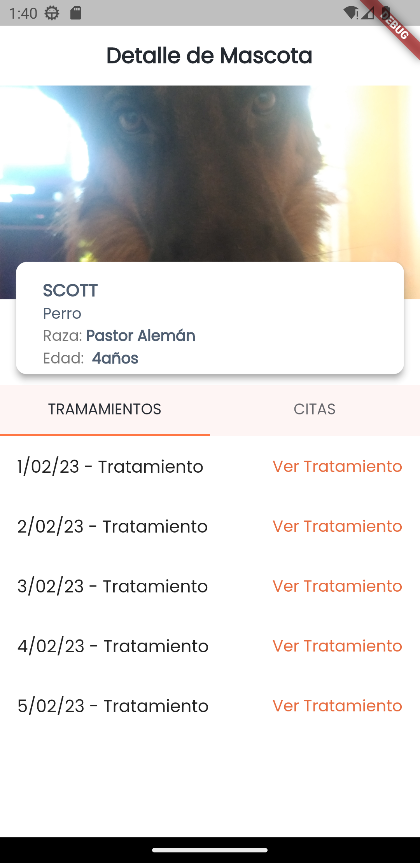 1:40
DEBUG
Detalle de Mascota
SCOTT
Perro
Raza: Pastor Alemán
Edad: 4años
TRAMAMIENTOS CITAS
1/02/23 - Tratamiento Ver Tratamiento
2/02/23 - Tratamiento Ver Tratamiento
3/02/23 - Tratamiento Ver Tratamiento
4/02/23 - Tratamiento Ver Tratamiento
5/02/23 - Tratamiento Ver Tratamiento